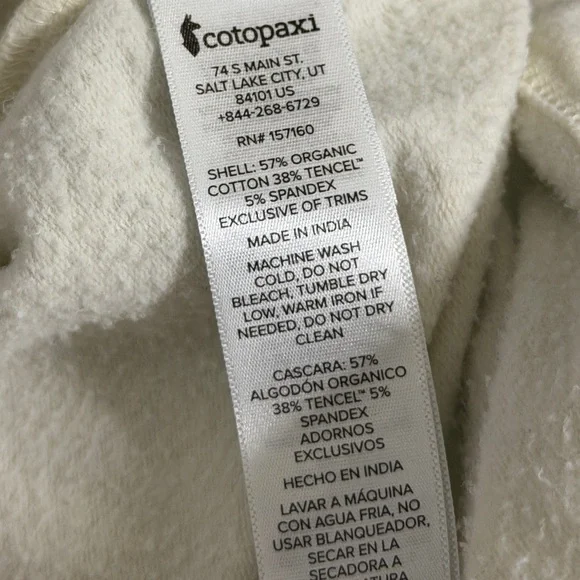 cotopaxi
74 S MAIN ST.
SALT LAKE CITY, UT
84101 US
+844-268-6729
RN# 157160
SHELL: 57% ORGANIC
COTTON 38% TENCEL™
5% SPANDEX
EXCLUSIVE OF TRIMS
MADE IN INDIA
MACHINE WASH
COLD, DO NOT
BLEACH, TUMBLE DRY
LOW, WARM IRON IF
NEEDED, DO NOT DRY
CLEAN
CASCARA: 57%
ALGODÓN ORGANICO
38% TENCEL™ 5%
SPANDEX
ADORNOS
EXCLUSIVOS
HECHO EN INDIA
LAVAR A MÁQUINA
CON AGUA FRIA, NO
USAR BLANQUEADOR,
SECAR EN LA
SECADORA A